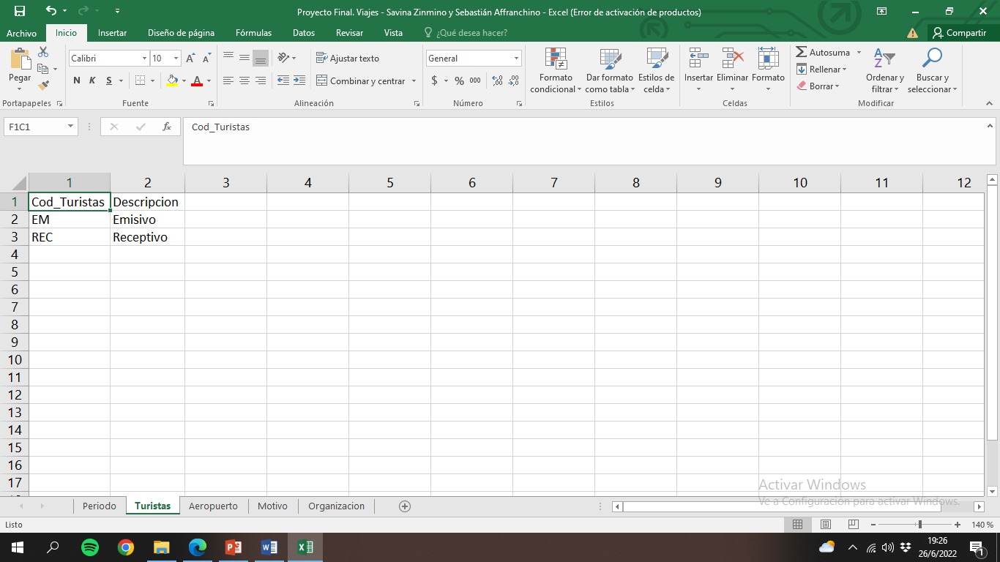 Proyecto Final. Viajes - Savina Zinmino y Sebastián Affranchino - Excel (Error de activación de productos)
Archivo Inicio Insertar Diseño de página Fórmulas Datos Revisar Vista ¿Qué desea hacer? Compartir
Pegar
Calibri 10
N K S
Ajustar texto
Combinar y centrar
General
$ % 000
Formato condicional
Dar formato como tabla
Estilos de celda
Insertar Eliminar Formato
Autosuma
Rellenar
Borrar
Ordenar y filtrar
Buscar y seleccionar
Portapapeles Fuente Alineación Número Estilos Celdas Modificar
F1C1 fx Cod_Turistas
1 2 3 4 5 6 7 8 9 10 11 12
1 Cod_Turistas Descripcion
2 EM Emisivo
3 REC Receptivo
4
5
6
7
8
9
10
11
12
13
14
15
16
17
Activar Windows
Ve a Configuración para activar Windows.
Periodo Turistas Aeropuerto Motivo Organizacion
Listo 140 %
19:26
26/6/2022
1